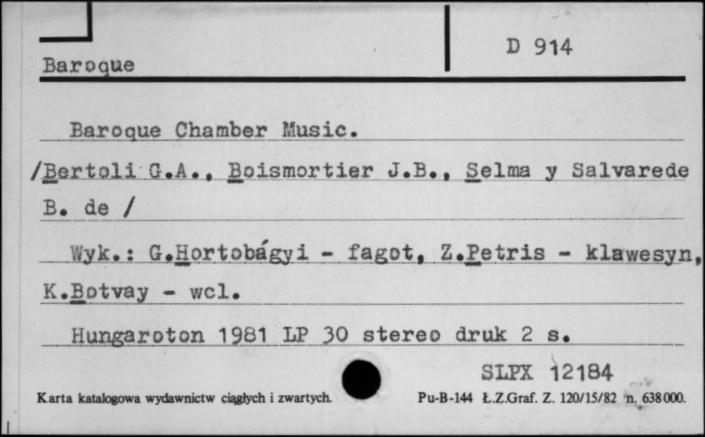 D 914
Baroque
Baroque Chamber Music.
/Bertoli G.A., Boismortier J.B., Selma y Salvarede
B. de /
Wyk.: G.Hortobágyi - fagot, Z.Petris - klawesyn,
K.Botvay - wcl.
Hungaroton 1981 LP 30 stereo druk 2 s.
SLPX 12184
Karta katalogowa wydawnictw ciągłych i zwartych. Pu-B-144 Ł.Z.Graf. Z. 120/15/82 n. 638000.